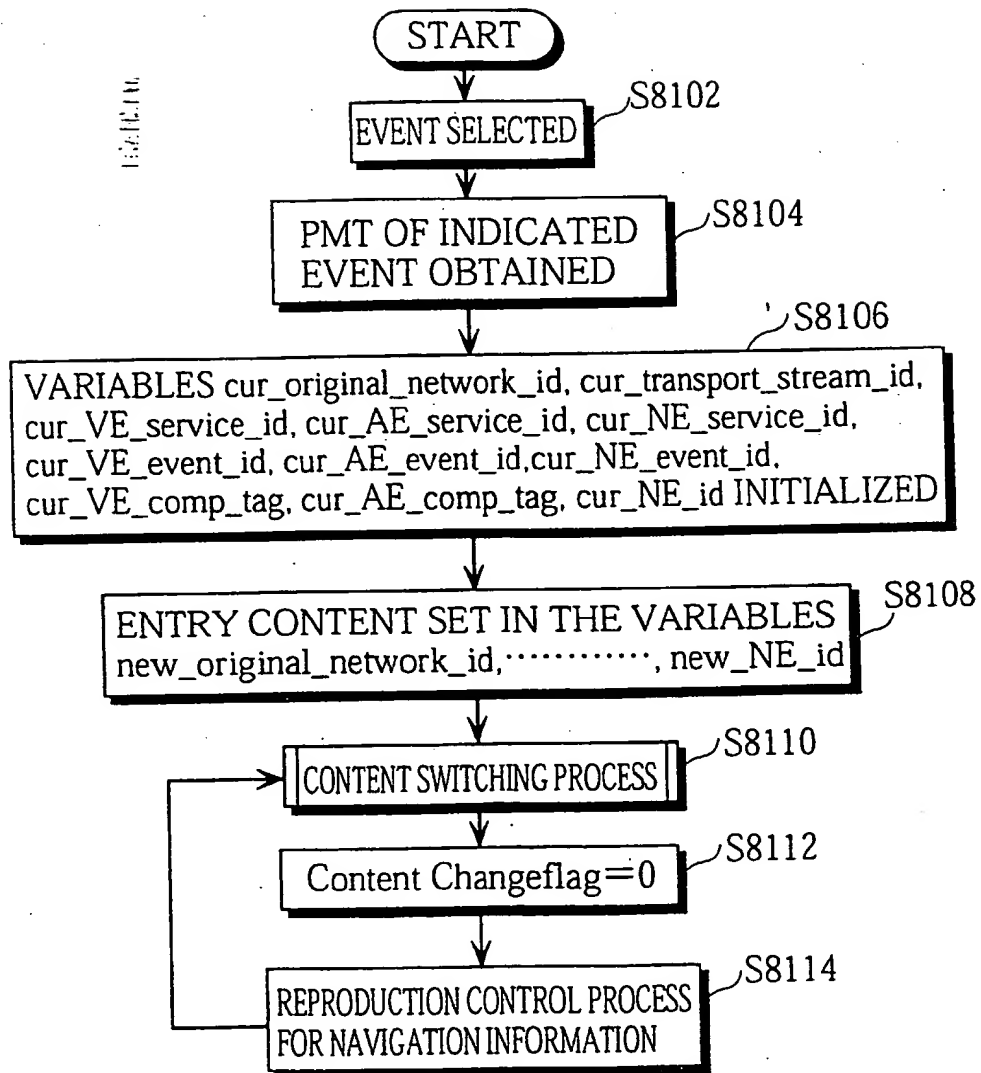 START
S8102
EVENT SELECTED
S8104
PMT OF INDICATED
EVENT OBTAINED
S8106
VARIABLES cur_original_network_id, cur_transport_stream_id,
cur_VE_service_id, cur_AE_service_id, cur_NE_service_id,
cur_VE_event_id, cur_AE_event_id,cur_NE_event_id,
cur_VE_comp_tag, cur_AE_comp_tag, cur_NE_id INITIALIZED
S8108
ENTRY CONTENT SET IN THE VARIABLES
new_original_network_id,·············, new_NE_id
S8110
CONTENT SWITCHING PROCESS
S8112
Content Changeflag=0
S8114
REPRODUCTION CONTROL PROCESS
FOR NAVIGATION INFORMATION